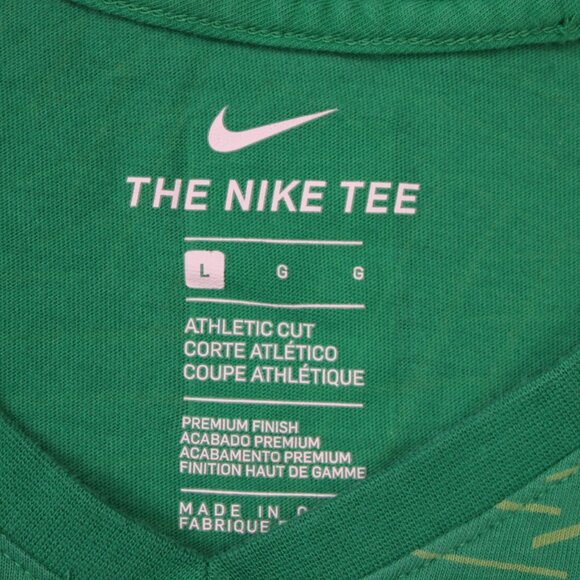 THE NIKE TEE
L G G
ATHLETIC CUT
CORTE ATLÉTICO
COUPE ATHLÉTIQUE
PREMIUM FINISH
ACABADO PREMIUM
ACABAMENTO PREMIUM
FINITION HAUT DE GAMME
MADE IN
FABRIQUE